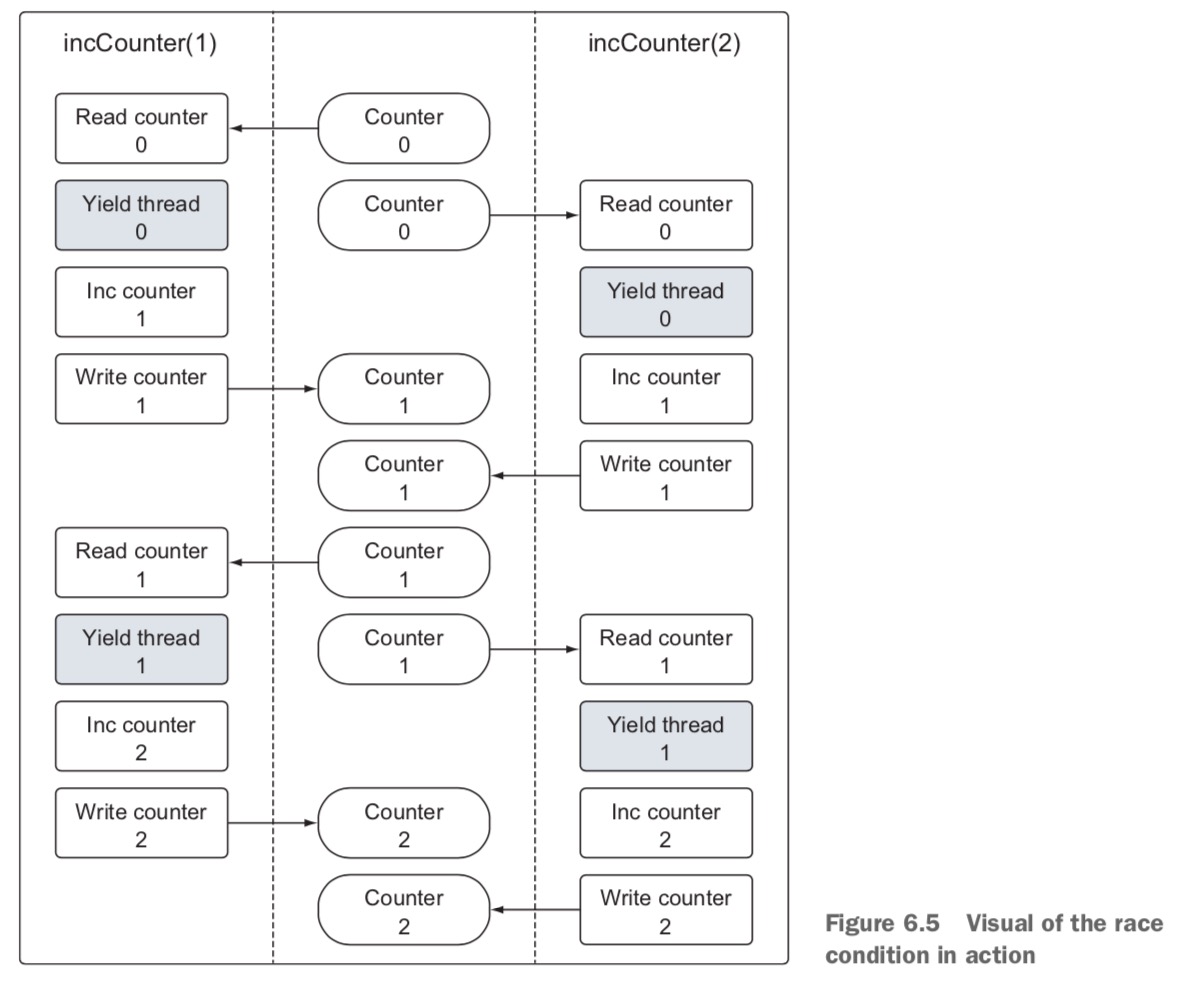 incCounter(1)
incCounter(2)
Read counter
0
Counter
0
Yield thread
0
Counter
0
Read counter
0
Inc counter
1
Yield thread
0
Write counter
1
Counter
1
Inc counter
1
Counter
1
Write counter
1
Read counter
1
Counter
1
Yield thread
1
Counter
1
Read counter
1
Inc counter
2
Yield thread
1
Write counter
2
Counter
2
Inc counter
2
Counter
2
Write counter
2
Figure 6.5 Visual of the race
condition in action